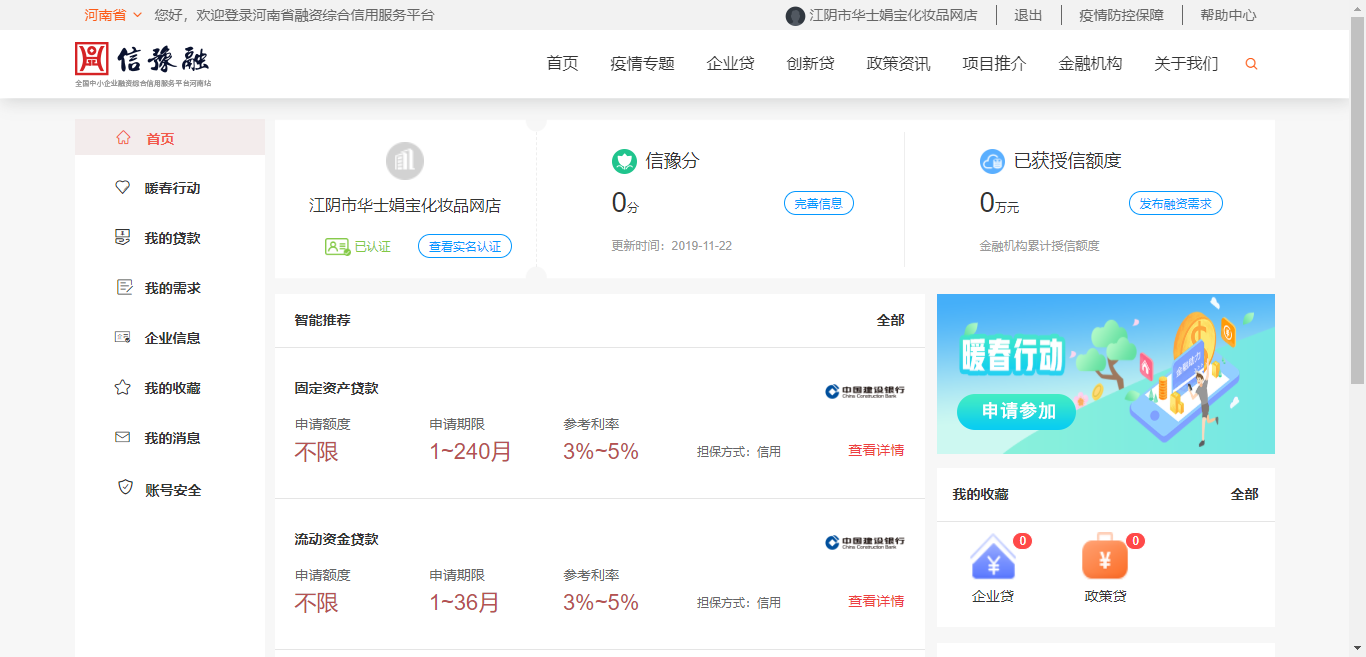 河南省 您好，欢迎登录河南省融资综合信用服务平台 江阴市华士娟宝化妆品网店 退出 疫情防控保障 帮助中心
信豫融
全国中小企业融资综合信用服务平台河南站
首页 疫情专题 企业贷 创新贷 政策资讯 项目推介 金融机构 关于我们
首页
暖春行动
我的贷款
我的需求
企业信息
我的收藏
我的消息
账号安全
江阴市华士娟宝化妆品网店
已认证 查看实名认证
信豫分
0分 完善信息
更新时间：2019-11-22
已获授信额度
0万元 发布融资需求
金融机构累计授信额度
智能推荐 全部
固定资产贷款 中国建设银行
China Construction Bank
申请额度 申请期限 参考利率
不限 1~240月 3%~5% 担保方式：信用 查看详情
流动资金贷款 中国建设银行
China Construction Bank
申请额度 申请期限 参考利率
不限 1~36月 3%~5% 担保方式：信用 查看详情
暖春行动
申请参加
金融助力
我的收藏 全部
0 0
企业贷 政策贷